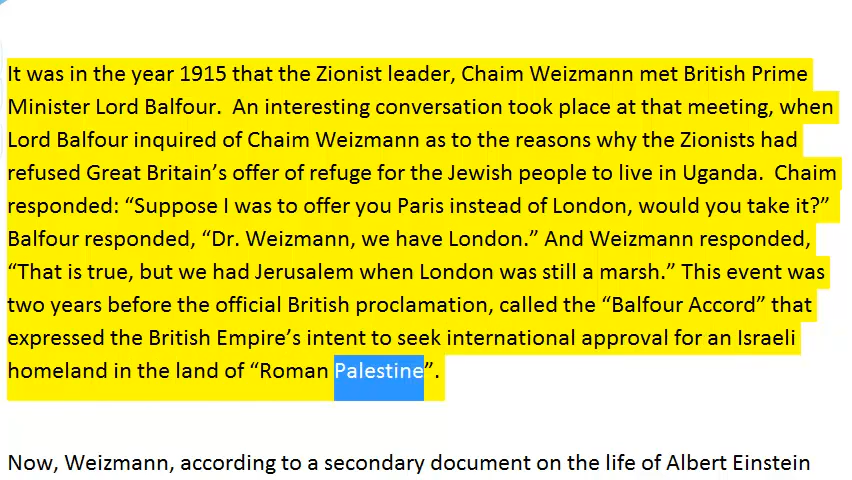 It was in the year 1915 that the Zionist leader, Chaim Weizmann met British Prime
Minister Lord Balfour.  An interesting conversation took place at that meeting, when
Lord Balfour inquired of Chaim Weizmann as to the reasons why the Zionists had
refused Great Britain’s offer of refuge for the Jewish people to live in Uganda.  Chaim
responded: “Suppose I was to offer you Paris instead of London, would you take it?”
Balfour responded, “Dr. Weizmann, we have London.” And Weizmann responded,
“That is true, but we had Jerusalem when London was still a marsh.” This event was
two years before the official British proclamation, called the “Balfour Accord” that
expressed the British Empire’s intent to seek international approval for an Israeli
homeland in the land of “Roman Palestine”.
Now, Weizmann, according to a secondary document on the life of Albert Einstein